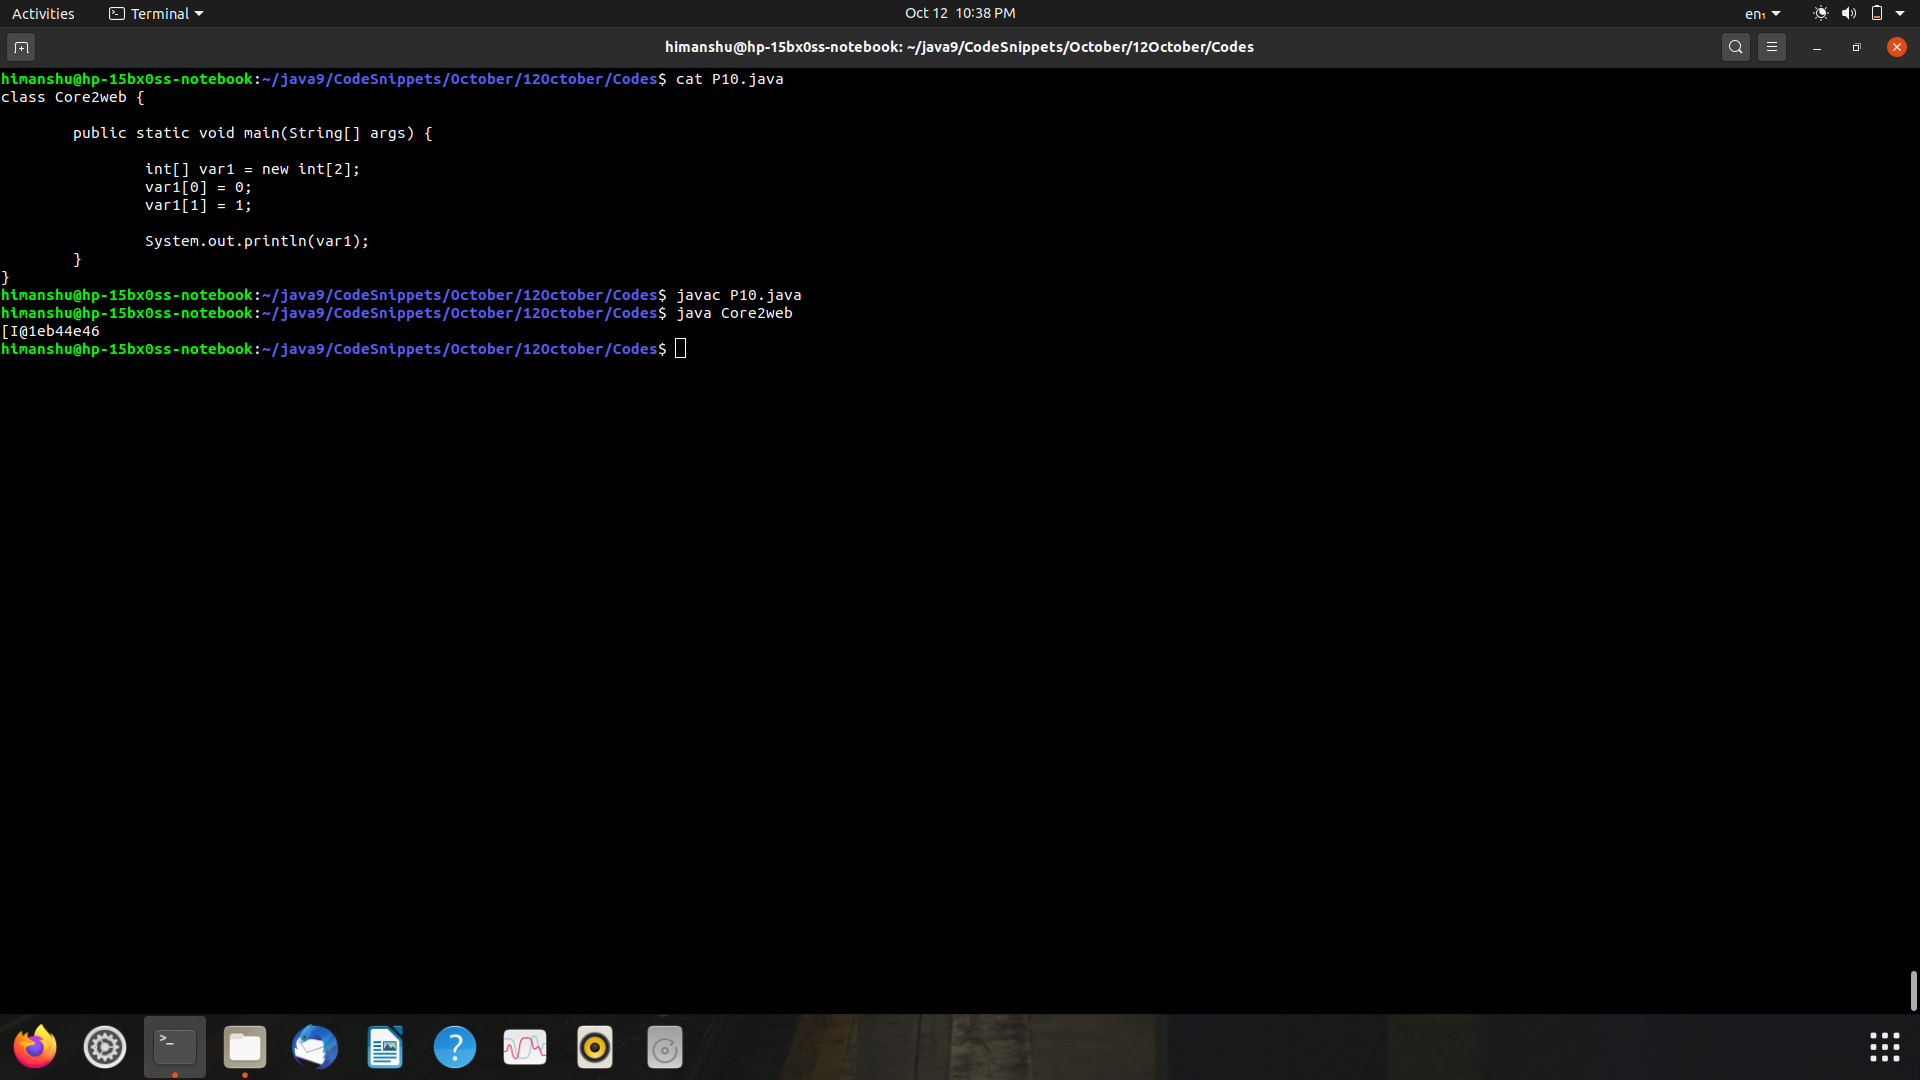 Activities Terminal Oct 12 10:38 PM en₁
himanshu@hp-15bx0ss-notebook: ~/java9/CodeSnippets/October/12October/Codes
himanshu@hp-15bx0ss-notebook:~/java9/CodeSnippets/October/12October/Codes$ cat P10.java
class Core2web {
        public static void main(String[] args) {
                int[] var1 = new int[2];
                var1[0] = 0;
                var1[1] = 1;
                System.out.println(var1);
        }
}
himanshu@hp-15bx0ss-notebook:~/java9/CodeSnippets/October/12October/Codes$ javac P10.java
himanshu@hp-15bx0ss-notebook:~/java9/CodeSnippets/October/12October/Codes$ java Core2web
[I@1eb44e46
himanshu@hp-15bx0ss-notebook:~/java9/CodeSnippets/October/12October/Codes$